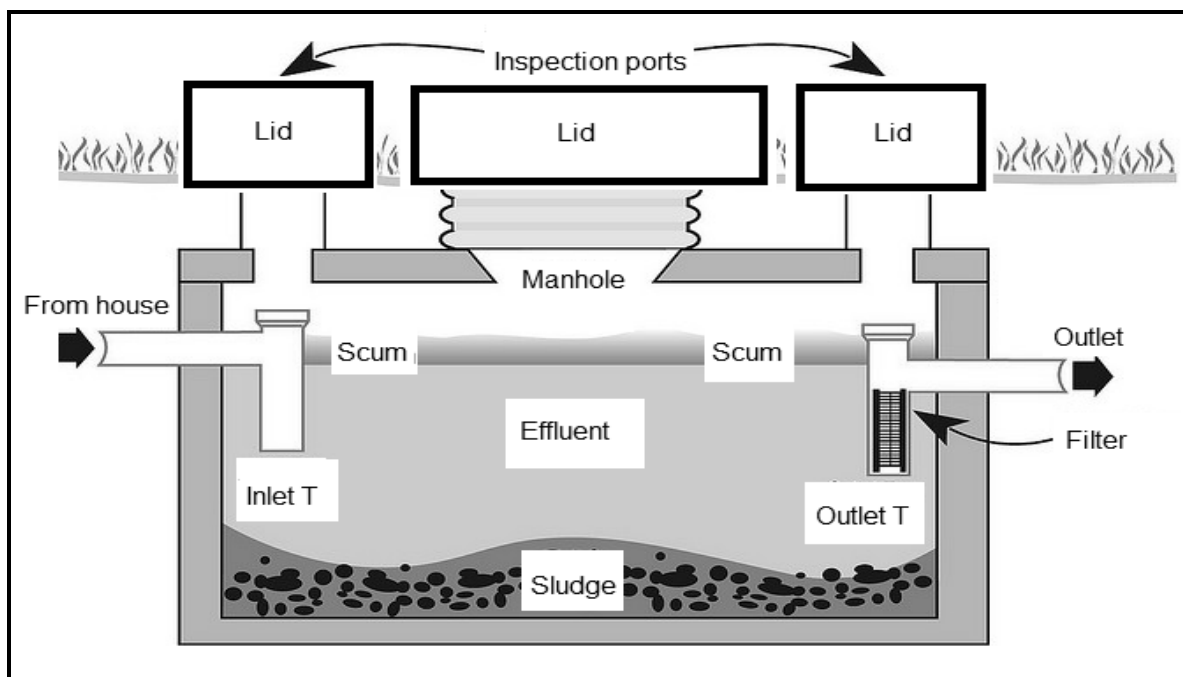 Inspection ports
Lid
Lid
Lid
Manhole
From house
Scum
Scum
Outlet
Effluent
Filter
Inlet T
Outlet T
Sludge